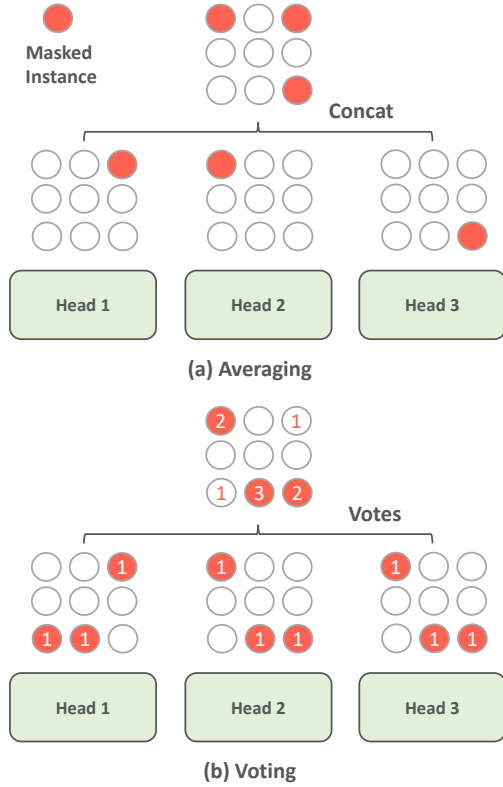 Masked
Instance
Concat
Head 1
Head 2
Head 3
(a) Averaging
2 1
1 3 2
Votes
1 1 1
1 1 1 1 1 1
Head 1
Head 2
Head 3
(b) Voting